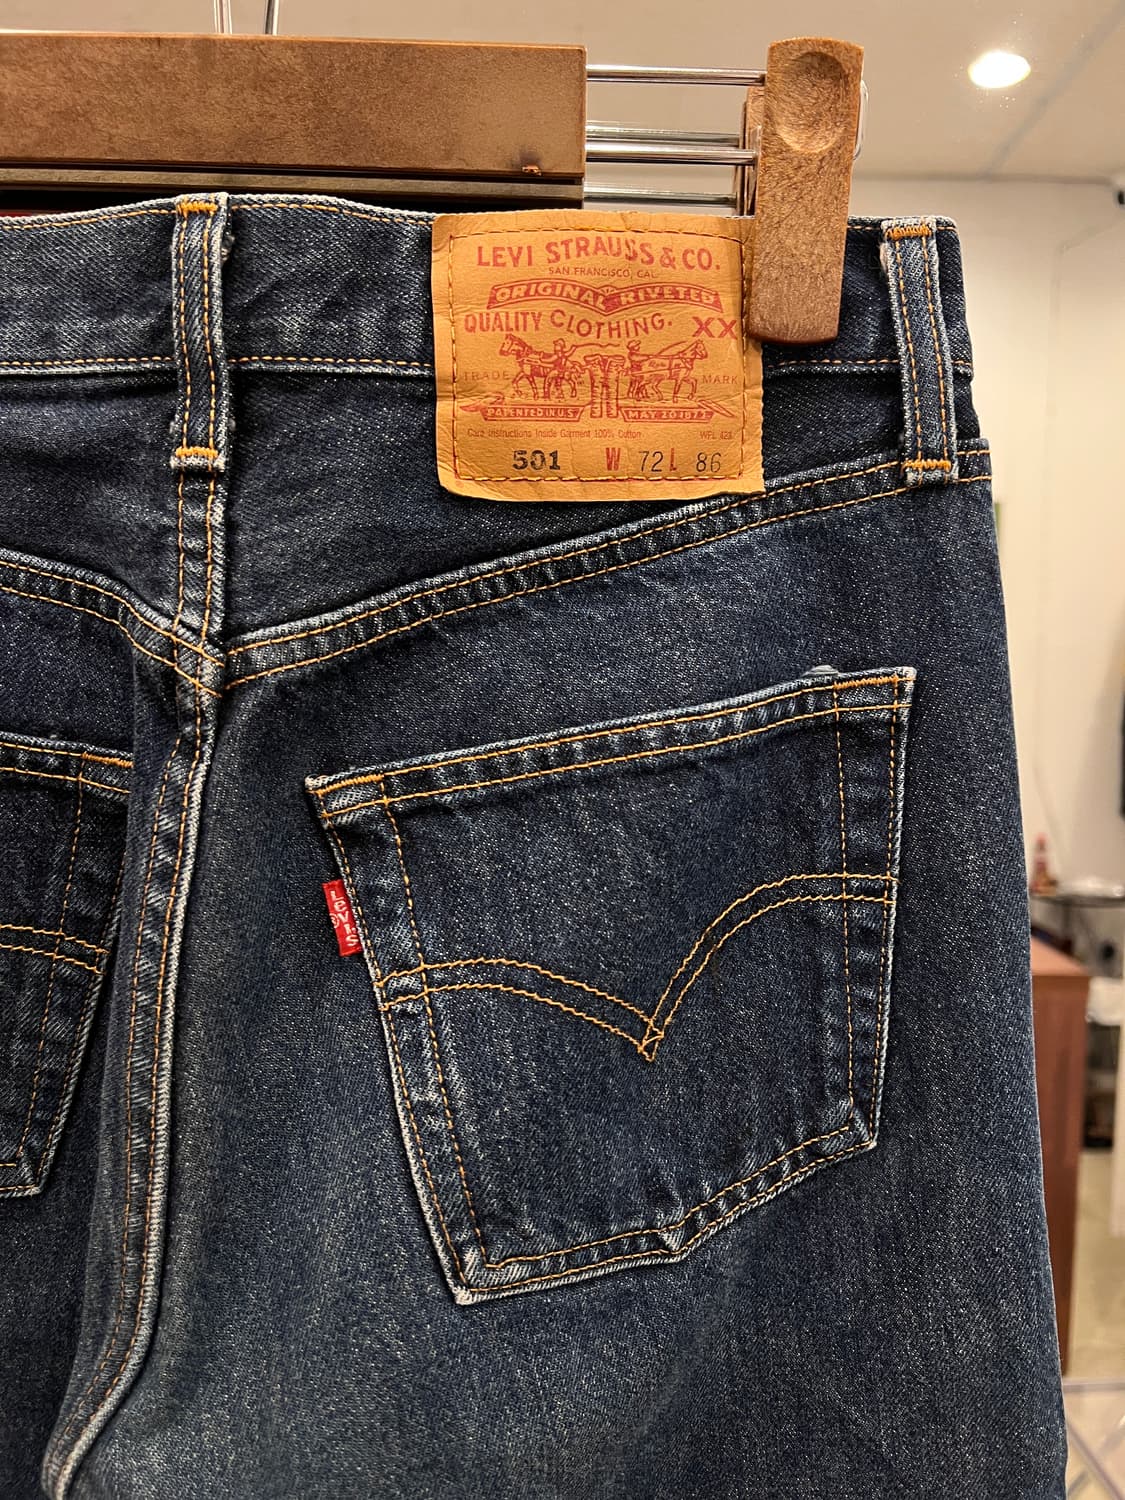 LEVI STRAUSS & CO.
SAN FRANCISCO, CAL.
ORIGINAL RIVETED
QUALITY CLOTHING. XX
TRADE MARK
PATENTED IN U.S. MAY 20 1873
Care Instructions Inside Garment 100% Cotton WPL 423
501 W 72 L 86
LEVI'S
®